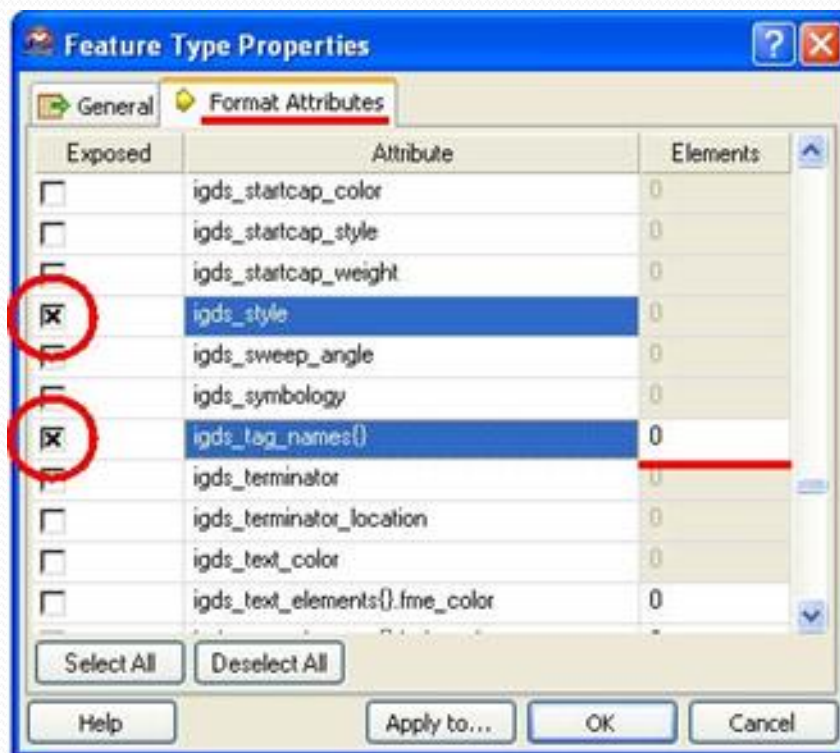 Feature Type Properties
General Format Attributes
Exposed Attribute Elements
igds_startcap_color 0
igds_startcap_style 0
igds_startcap_weight 0
igds_style 0
igds_sweep_angle 0
igds_symbology 0
igds_tag_names{} 0
igds_terminator 0
igds_terminator_location 0
igds_text_color 0
igds_text_elements{}.fme_color 0
Select All Deselect All
Help Apply to... OK Cancel